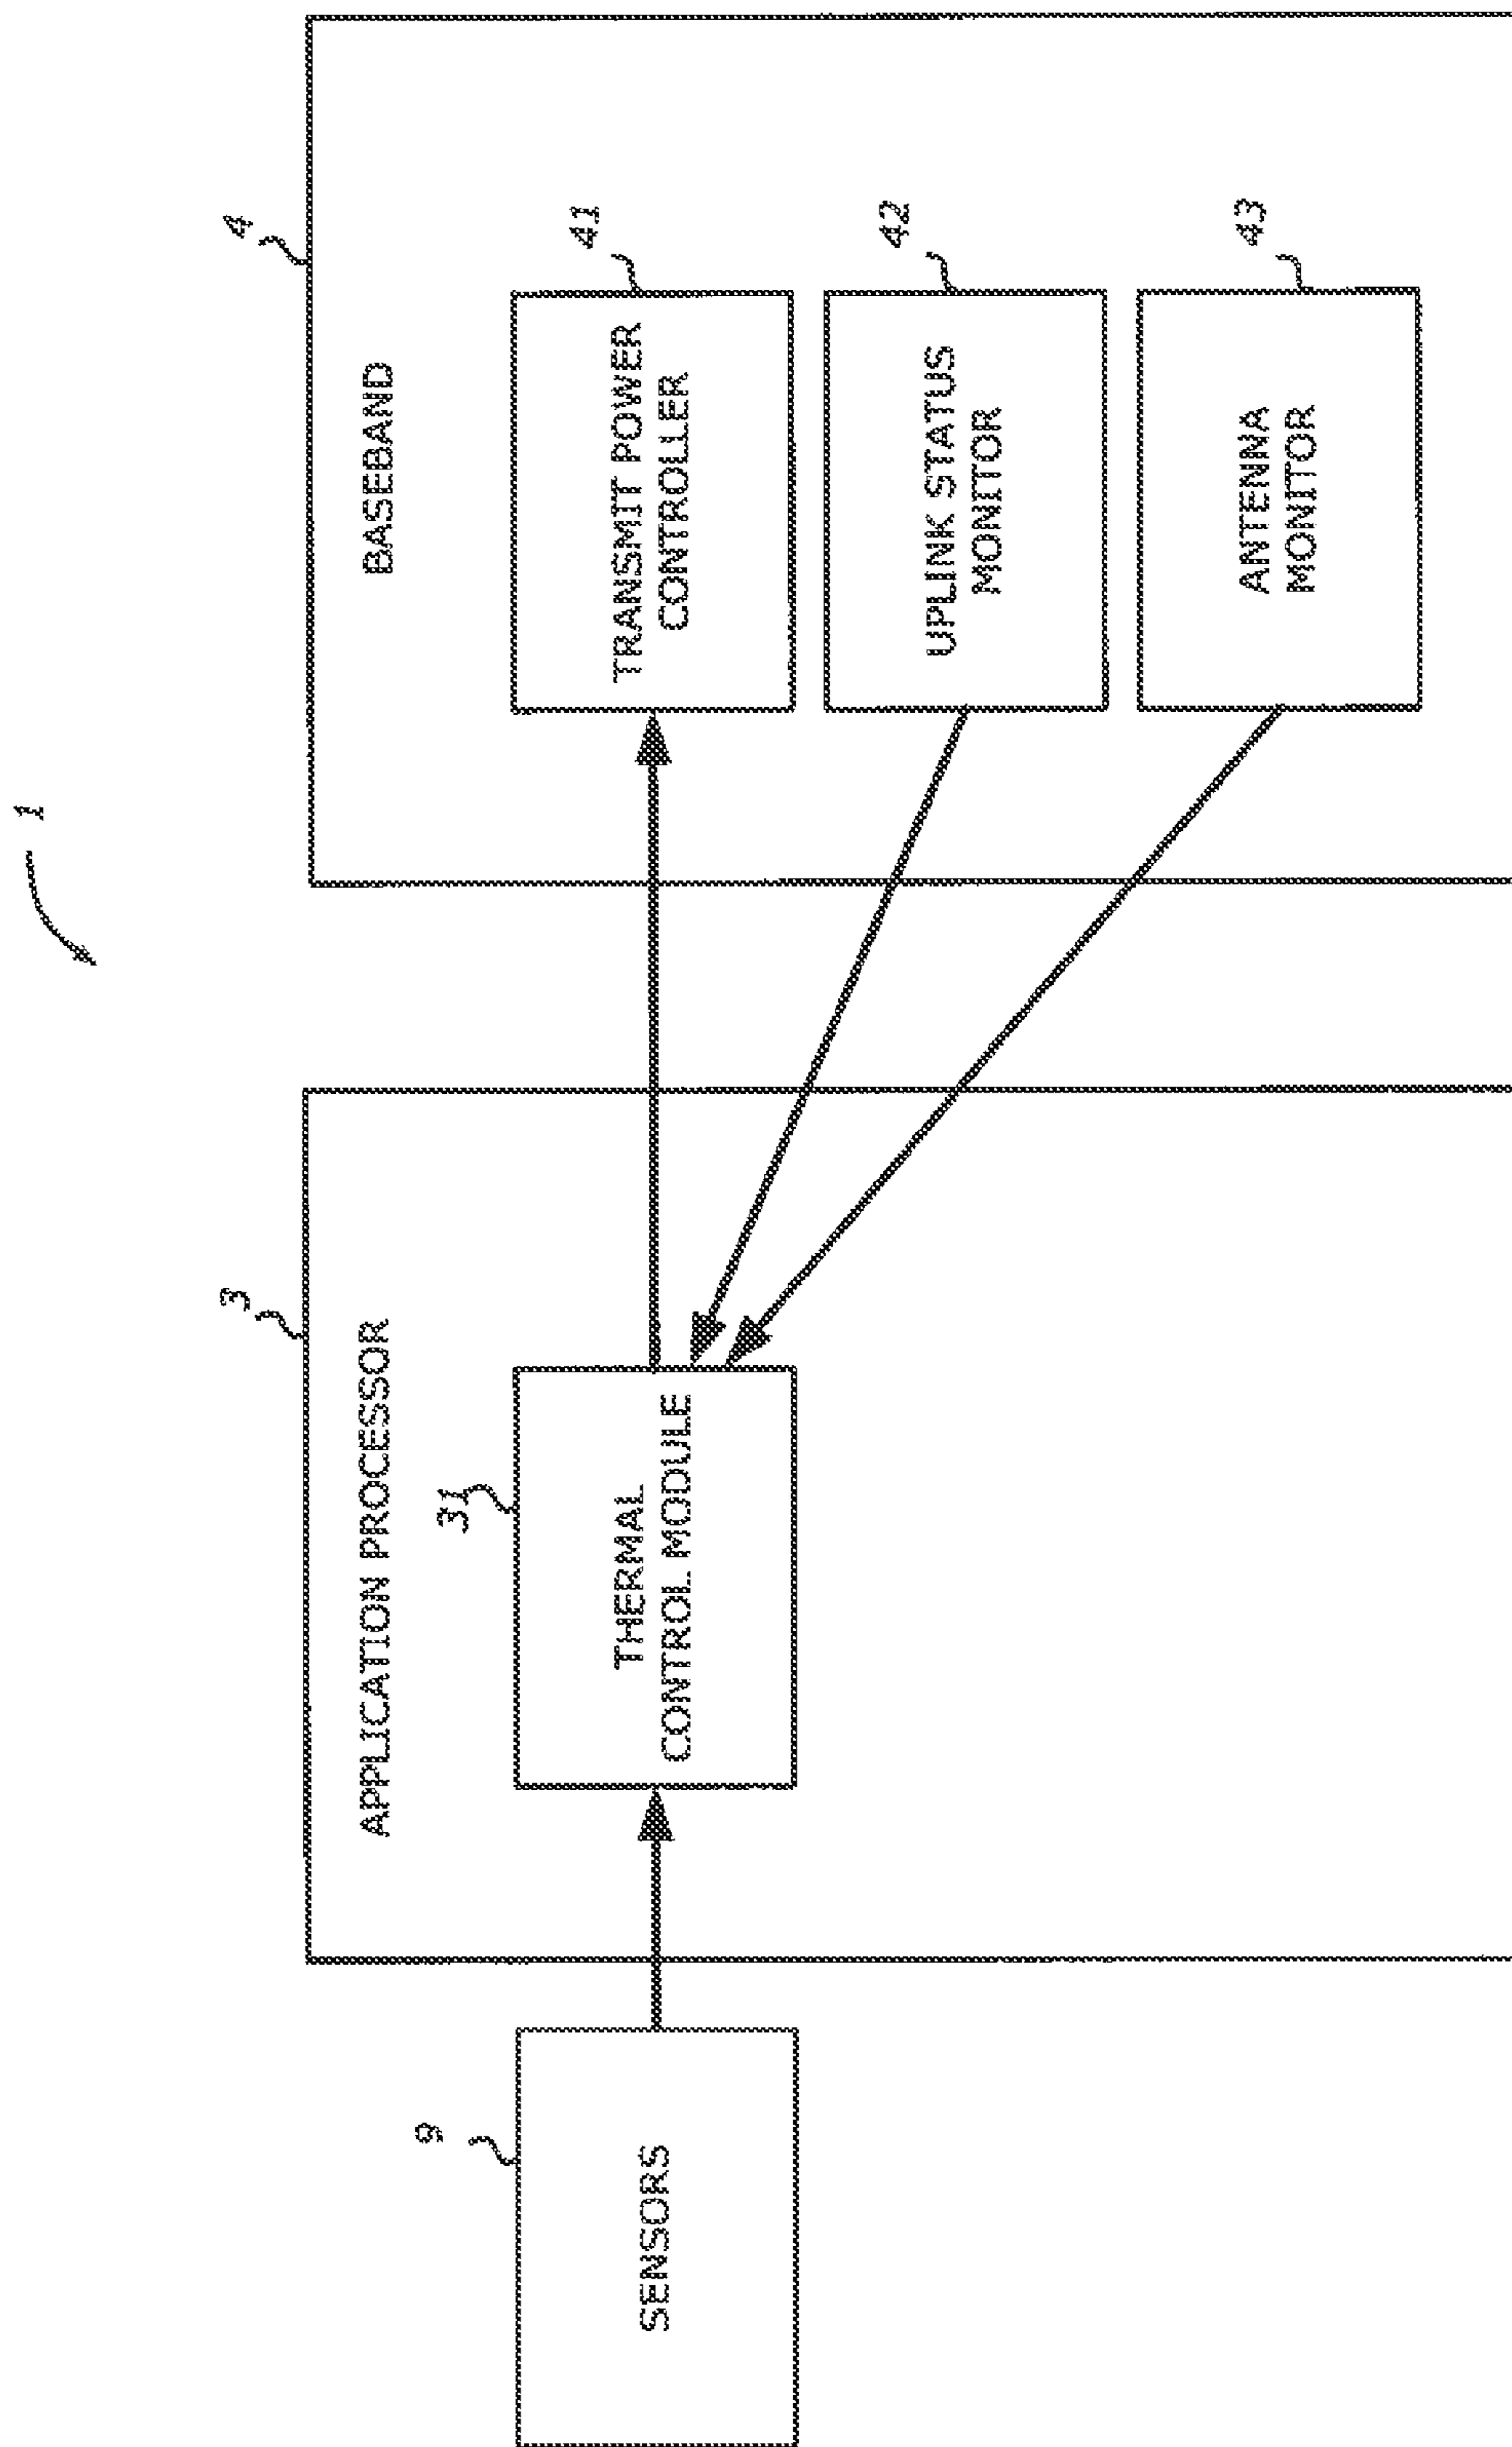 1
SENSORS
9
APPLICATION PROCESSOR
3
THERMAL
CONTROL MODULE
31
BASEBAND
4
TRANSMIT POWER
CONTROLLER
41
UPLINK STATUS
MONITOR
42
ANTENNA
MONITOR
43